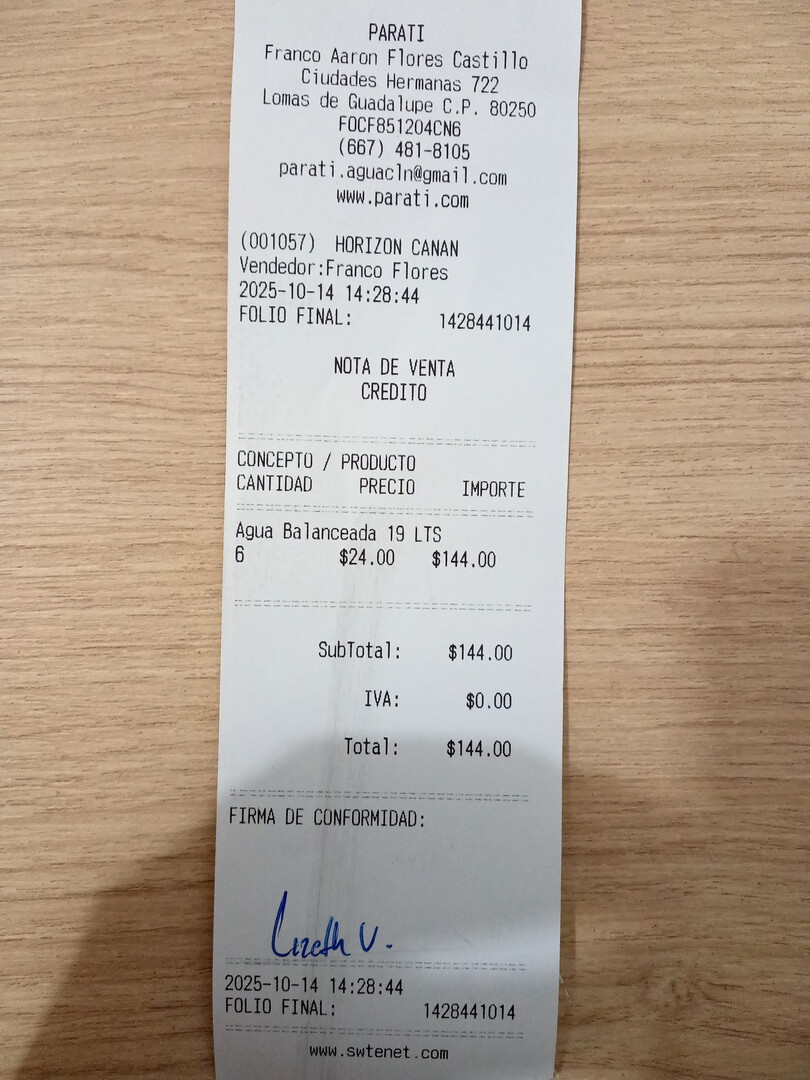 PARATI
Franco Aaron Flores Castillo
Ciudades Hermanas 722
Lomas de Guadalupe C.P. 80250
FOCF851204CN6
(667) 481-8105
parati.aguacln@gmail.com
www.parati.com
(001057) HORIZON CANAN
Vendedor:Franco Flores
2025-10-14 14:28:44
FOLIO FINAL: 1428441014
NOTA DE VENTA
CREDITO
CONCEPTO / PRODUCTO
CANTIDAD PRECIO IMPORTE
Agua Balanceada 19 LTS
6 $24.00 $144.00
SubTotal: $144.00
IVA: $0.00
Total: $144.00
FIRMA DE CONFORMIDAD:
Lizeth V.
2025-10-14 14:28:44
FOLIO FINAL: 1428441014
www.swtenet.com